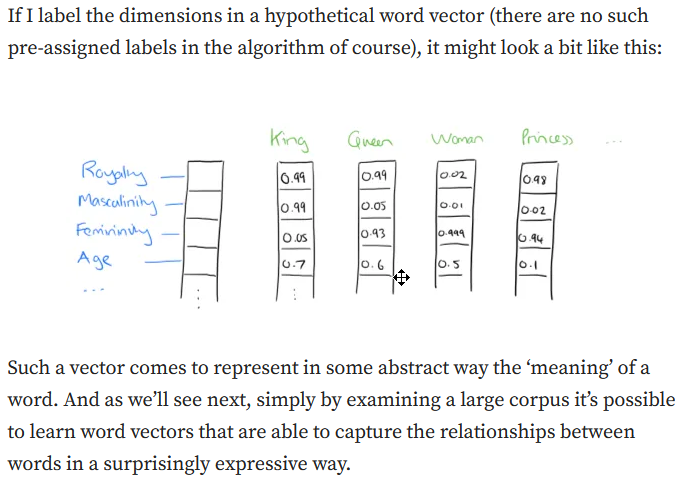 If I label the dimensions in a hypothetical word vector (there are no such
pre-assigned labels in the algorithm of course), it might look a bit like this:
King Queen Woman Princess ...
Royalty 0.99 0.99 0.02 0.98
Masculinity 0.99 0.05 0.01 0.02
Femininity 0.05 0.93 0.999 0.94
Age 0.7 0.6 0.5 0.1
...
Such a vector comes to represent in some abstract way the ‘meaning’ of a
word. And as we’ll see next, simply by examining a large corpus it’s possible
to learn word vectors that are able to capture the relationships between
words in a surprisingly expressive way.